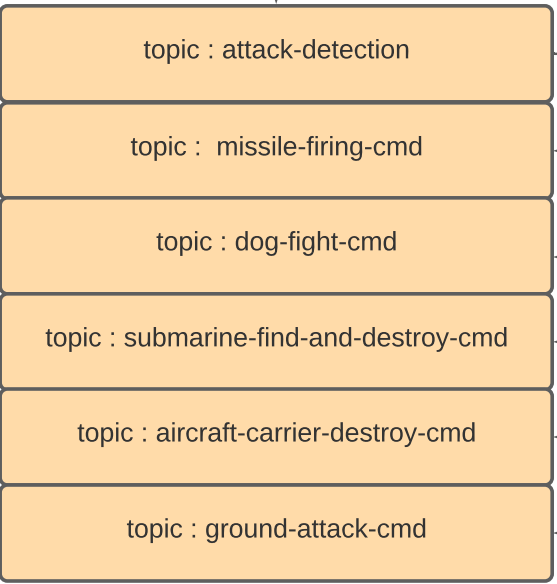 topic : attack-detection
topic :  missile-firing-cmd
topic : dog-fight-cmd
topic : submarine-find-and-destroy-cmd
topic : aircraft-carrier-destroy-cmd
topic : ground-attack-cmd